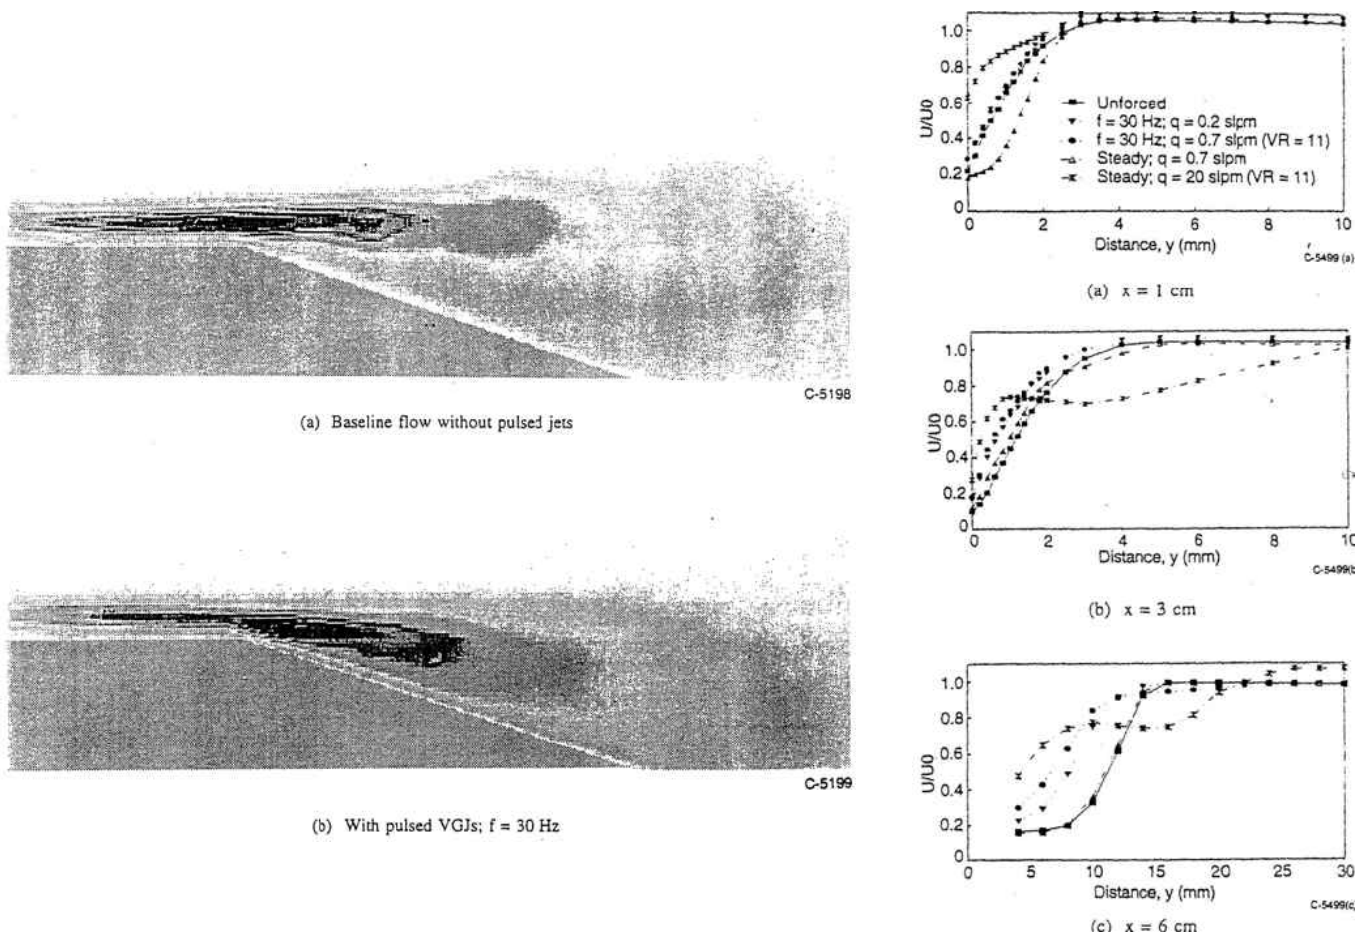 C-5198
(a) Baseline flow without pulsed jets
C-5199
(b) With pulsed VGJs; f = 30 Hz
1.0
0.8
0.6
0.4
0.2
0
U/U0
Unforced
f = 30 Hz; q = 0.2 slpm
f = 30 Hz; q = 0.7 slpm (VR = 11)
Steady; q = 0.7 slpm
Steady; q = 20 slpm (VR = 11)
0 2 4 6 8 10
Distance, y (mm)
C-5499 (a)
(a) x = 1 cm
1.0
0.8
0.6
0.4
0.2
0
U/U0
0 2 4 6 8 10
Distance, y (mm)
C-5499(b
(b) x = 3 cm
1.0
0.8
0.6
0.4
0.2
0
U/U0
0 5 10 15 20 25 30
Distance, y (mm)
C-5499(c)
(c) x = 6 cm